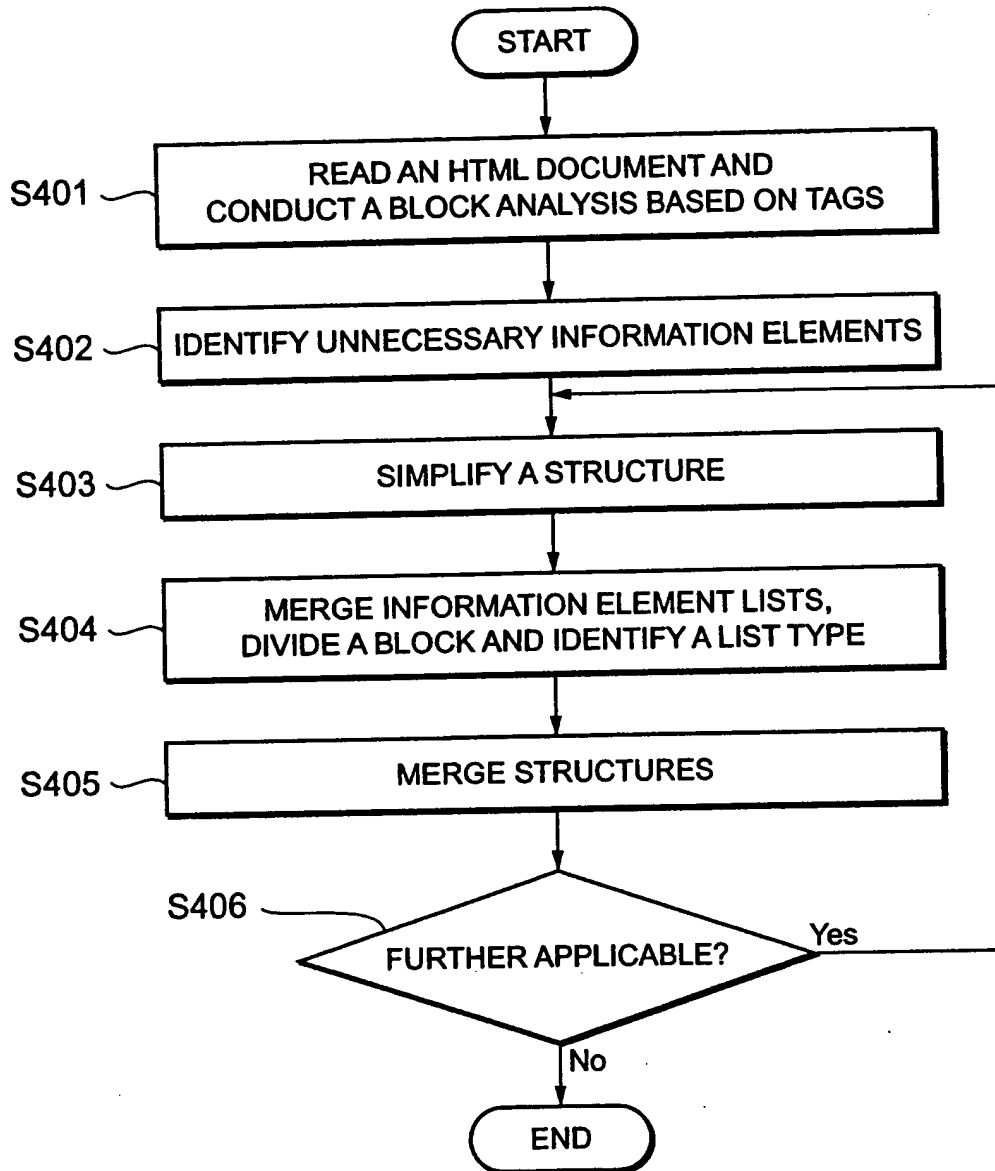 START
S401
READ AN HTML DOCUMENT AND
CONDUCT A BLOCK ANALYSIS BASED ON TAGS
S402
IDENTIFY UNNECESSARY INFORMATION ELEMENTS
S403
SIMPLIFY A STRUCTURE
S404
MERGE INFORMATION ELEMENT LISTS,
DIVIDE A BLOCK AND IDENTIFY A LIST TYPE
S405
MERGE STRUCTURES
S406
FURTHER APPLICABLE?
Yes
No
END